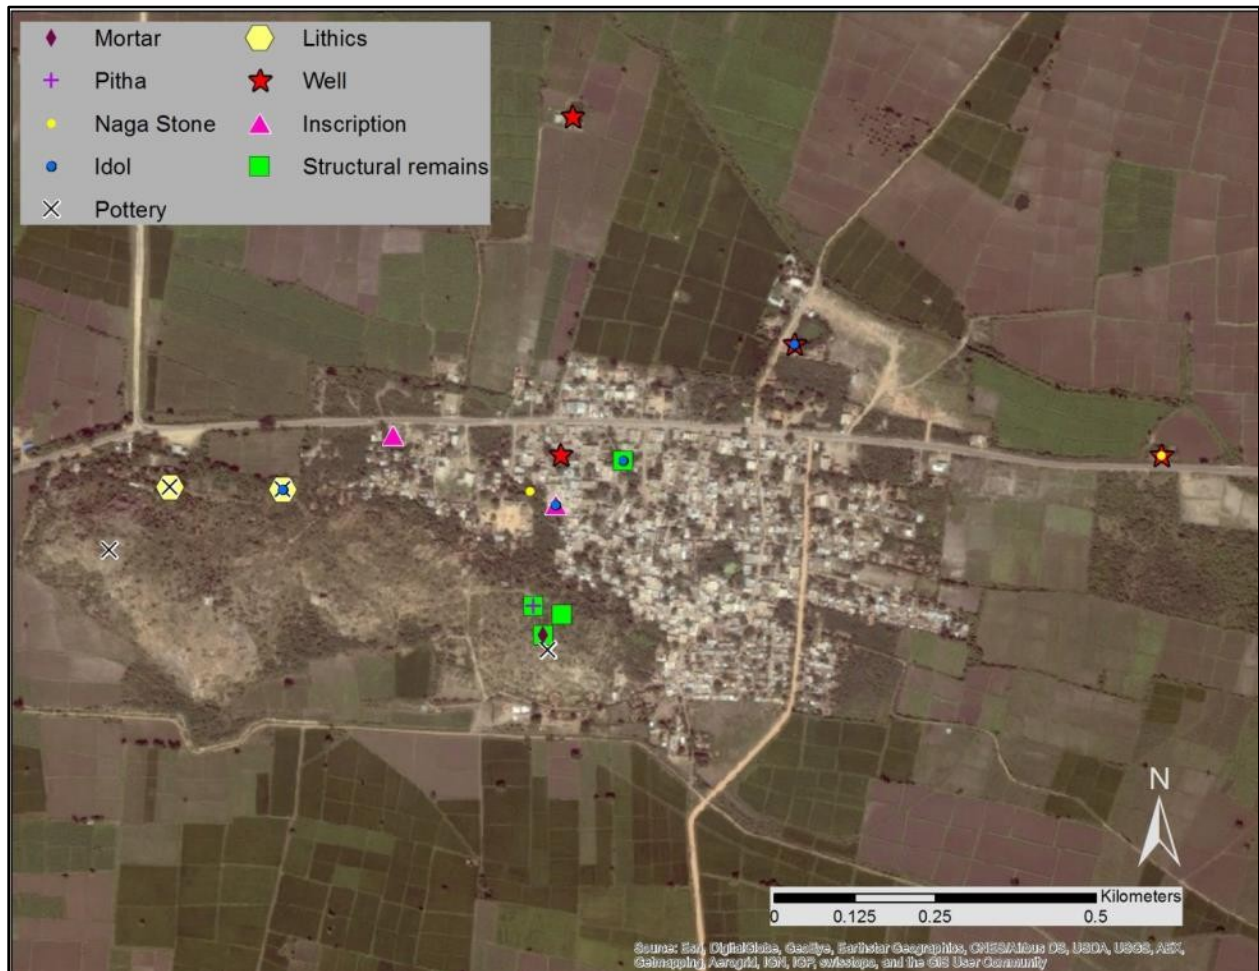 Mortar
Pitha
Naga Stone
Idol
Pottery
Lithics
Well
Inscription
Structural remains
N
Kilometers
0 0.125 0.25 0.5
Source: Esri, DigitalGlobe, GeoEye, Earthstar Geographics, CNES/Airbus DS, USDA, USGS, AEX,
Getmapping, Aerogrid, IGN, IGP, swisstopo, and the GIS User Community